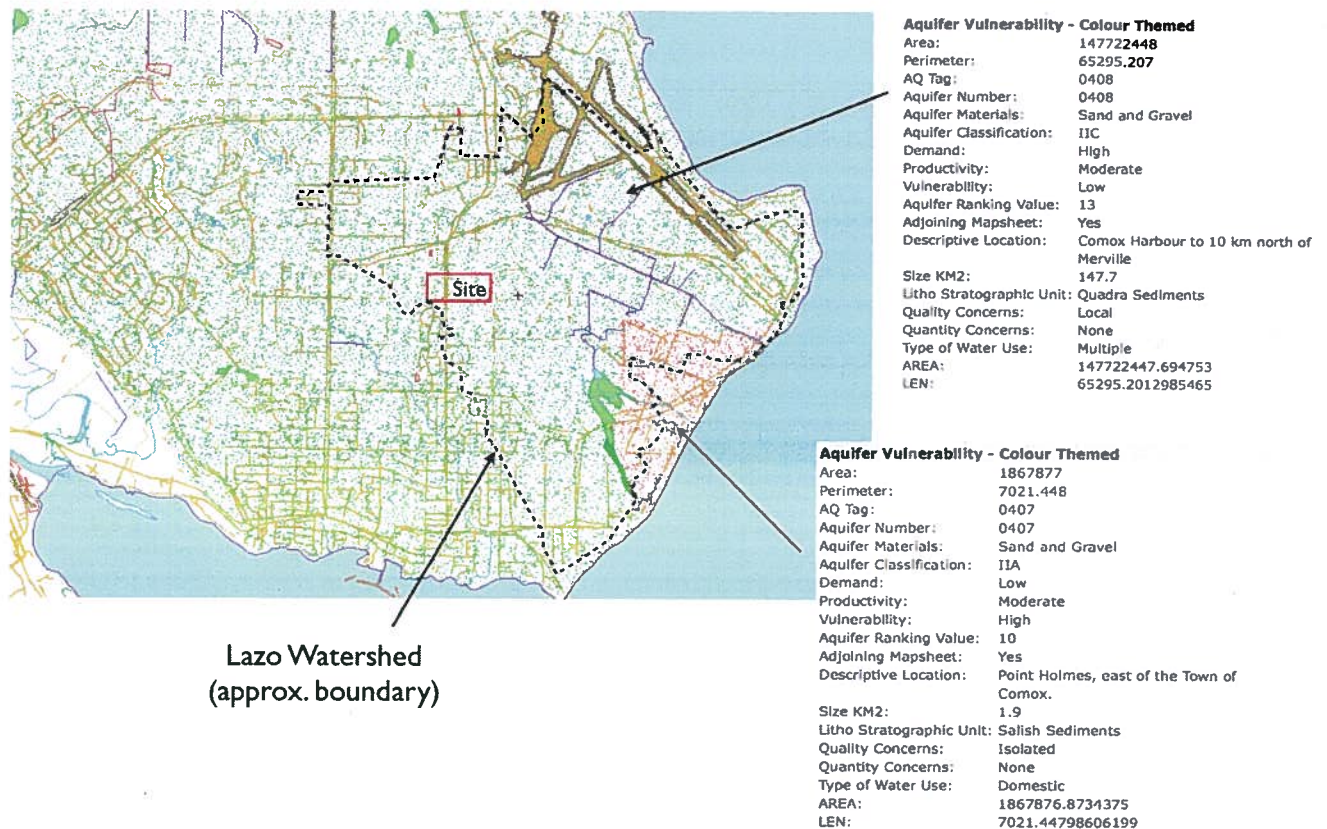 Aquifer Vulnerability - Colour Themed
Area: 147722448
Perimeter: 65295.207
AQ Tag: 0408
Aquifer Number: 0408
Aquifer Materials: Sand and Gravel
Aquifer Classification: IIC
Demand: High
Productivity: Moderate
Vulnerability: Low
Aquifer Ranking Value: 13
Adjoining Mapsheet: Yes
Descriptive Location: Comox Harbour to 10 km north of
Merville
Size KM2: 147.7
Litho Stratographic Unit: Quadra Sediments
Quality Concerns: Local
Quantity Concerns: None
Type of Water Use: Multiple
AREA: 147722447.694753
LEN: 65295.2012985465
Site
Aquifer Vulnerability - Colour Themed
Area: 1867877
Perimeter: 7021.448
AQ Tag: 0407
Aquifer Number: 0407
Aquifer Materials: Sand and Gravel
Aquifer Classification: IIA
Demand: Low
Productivity: Moderate
Vulnerability: High
Aquifer Ranking Value: 10
Adjoining Mapsheet: Yes
Descriptive Location: Point Holmes, east of the Town of
Comox.
Size KM2: 1.9
Litho Stratographic Unit: Salish Sediments
Quality Concerns: Isolated
Quantity Concerns: None
Type of Water Use: Domestic
AREA: 1867876.8734375
LEN: 7021.44798606199
Lazo Watershed
(approx. boundary)